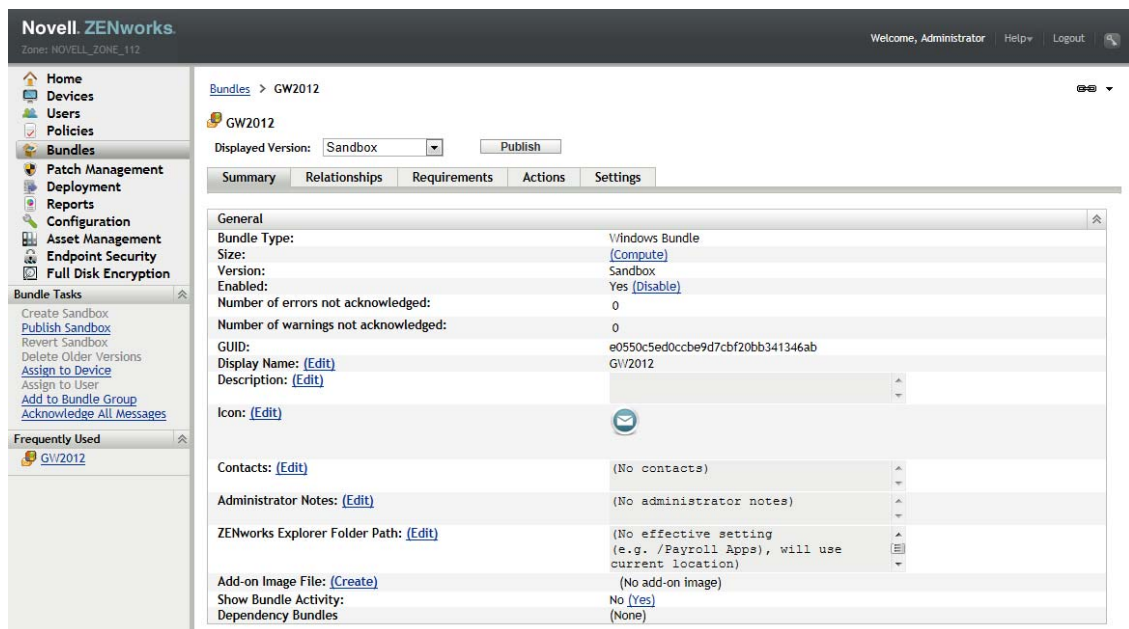 Novell. ZENworks.
Zone: NOVELL_ZONE_112
Welcome, Administrator Help Logout
Home
Devices
Users
Policies
Bundles
Patch Management
Deployment
Reports
Configuration
Asset Management
Endpoint Security
Full Disk Encryption
Bundle Tasks
Create Sandbox
Publish Sandbox
Revert Sandbox
Delete Older Versions
Assign to Device
Assign to User
Add to Bundle Group
Acknowledge All Messages
Frequently Used
GW2012
Bundles > GW2012
GW2012
Displayed Version: Sandbox Publish
Summary Relationships Requirements Actions Settings
General
Bundle Type: Windows Bundle
Size: (Compute)
Version: Sandbox
Enabled: Yes (Disable)
Number of errors not acknowledged: 0
Number of warnings not acknowledged: 0
GUID: e0550c5ed0ccbe9d7cbf20bb341346ab
Display Name: (Edit) GW2012
Description: (Edit)
Icon: (Edit)
Contacts: (Edit) (No contacts)
Administrator Notes: (Edit) (No administrator notes)
ZENworks Explorer Folder Path: (Edit) (No effective setting
(e.g. /Payroll Apps), will use
current location)
Add-on Image File: (Create) (No add-on image)
Show Bundle Activity: No (Yes)
Dependency Bundles (None)